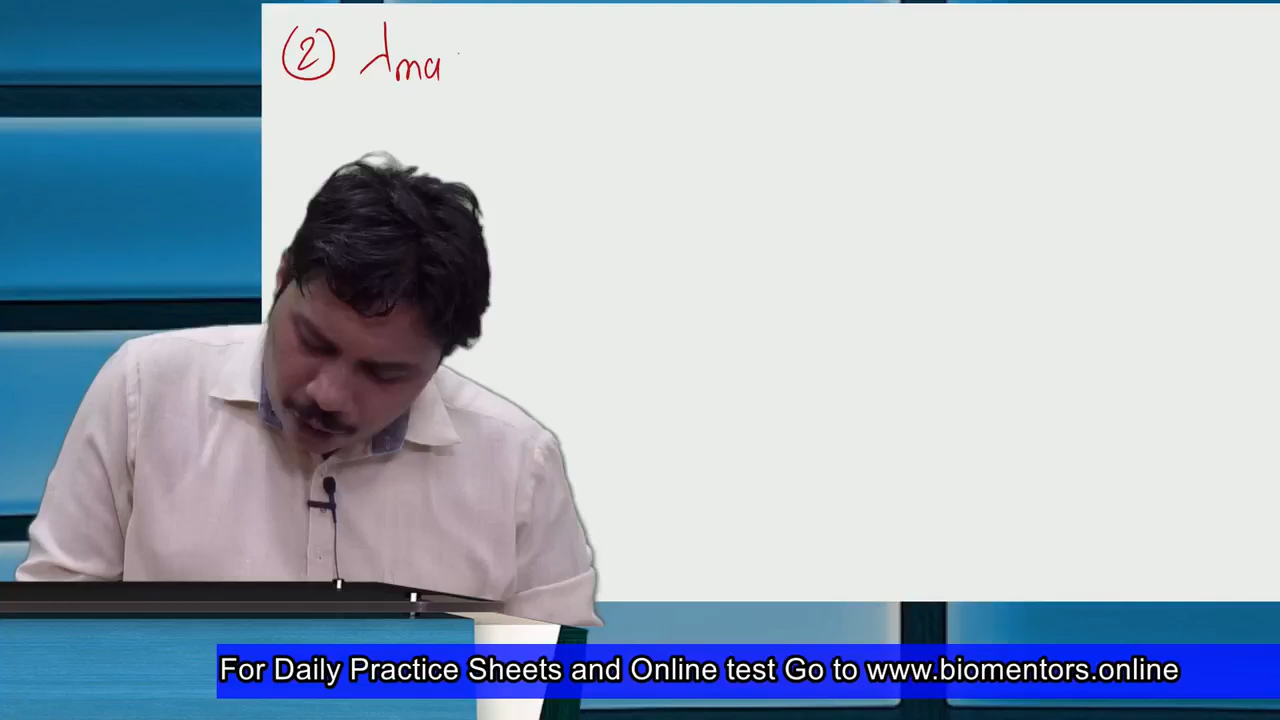 ② λma
For Daily Practice Sheets and Online test Go to www.biomentors.online